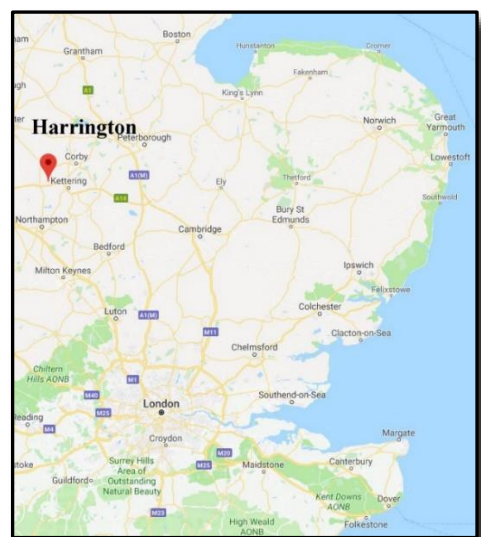 Boston
Grantham
Hunstanton
Cromer
Fakenham
A1
King's Lynn
Harrington
Norwich
Great
Yarmouth
Peterborough
Corby
Lowestoft
A1(M)
Kettering
Ely
Thetford
A14
Southwold
Northampton
Bury St
Edmunds
Cambridge
Bedford
Milton Keynes
Ipswich
Felixstowe
Luton
A1(M)
Colchester
M11
Clacton-on-Sea
Chelmsford
Chiltern
Hills AONB
M1
M40
M25
London
Southend-on-Sea
eading
M4
Croydon
Margate
M20
M25
Surrey Hills
Area of
Outstanding
Natural Beauty
Maidstone
Canterbury
stoke
Guildford
Kent Downs
AONB
Dover
M23
Folkestone
High Weald
AONB